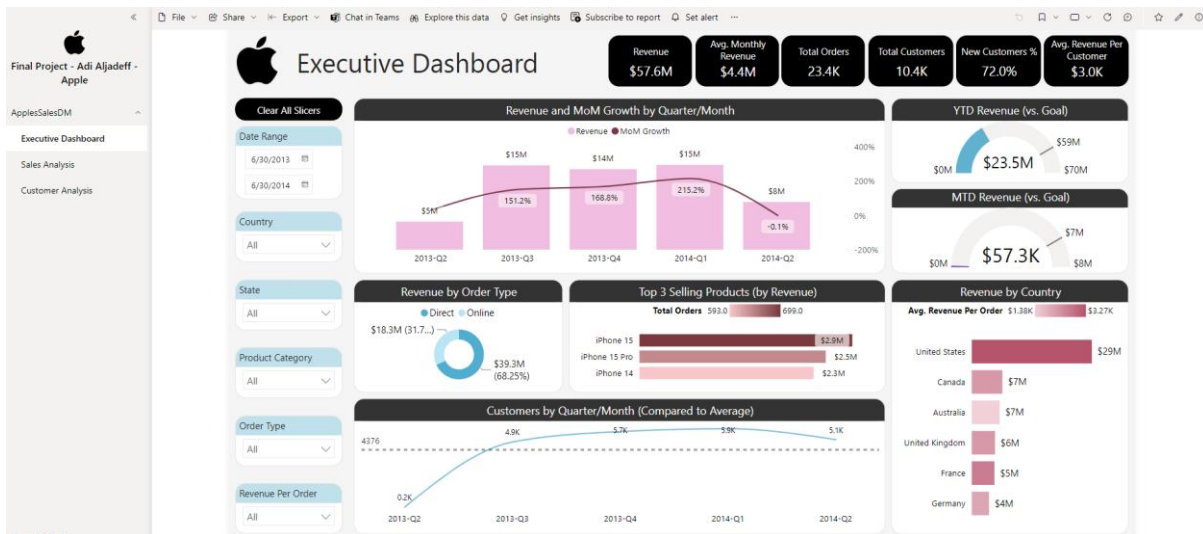 File
Share
Export
Chat in Teams
Explore this data
Get insights
Subscribe to report
Set alert
Final Project - Adi Aljadeff -
Apple
ApplesSalesDM
Executive Dashboard
Sales Analysis
Customer Analysis
Executive Dashboard
Revenue
$57.6M
Avg. Monthly
Revenue
$4.4M
Total Orders
23.4K
Total Customers
10.4K
New Customers %
72.0%
Avg. Revenue Per
Customer
$3.0K
Clear All Slicers
Date Range
6/30/2013
6/30/2014
Country
All
State
All
Product Category
All
Order Type
All
Revenue Per Order
All
Revenue and MoM Growth by Quarter/Month
Revenue MoM Growth
400%
200%
0%
-200%
$5M
$15M
$14M
$15M
$8M
151.2%
168.8%
215.2%
-0.1%
2013-Q2
2013-Q3
2013-Q4
2014-Q1
2014-Q2
YTD Revenue (vs. Goal)
$59M
$0M
$23.5M
$70M
MTD Revenue (vs. Goal)
$7M
$0M
$57.3K
$8M
Revenue by Order Type
Direct Online
$18.3M (31.7...)
$39.3M
(68.25%)
Top 3 Selling Products (by Revenue)
Total Orders 593.0 699.0
iPhone 15 $2.9M
iPhone 15 Pro $2.5M
iPhone 14 $2.3M
Revenue by Country
Avg. Revenue Per Order $1.38K $3.27K
United States $29M
Canada $7M
Australia $7M
United Kingdom $6M
France $5M
Germany $4M
Customers by Quarter/Month (Compared to Average)
4376
0.2K
4.9K
5.7K
5.9K
5.1K
2013-Q2
2013-Q3
2013-Q4
2014-Q1
2014-Q2